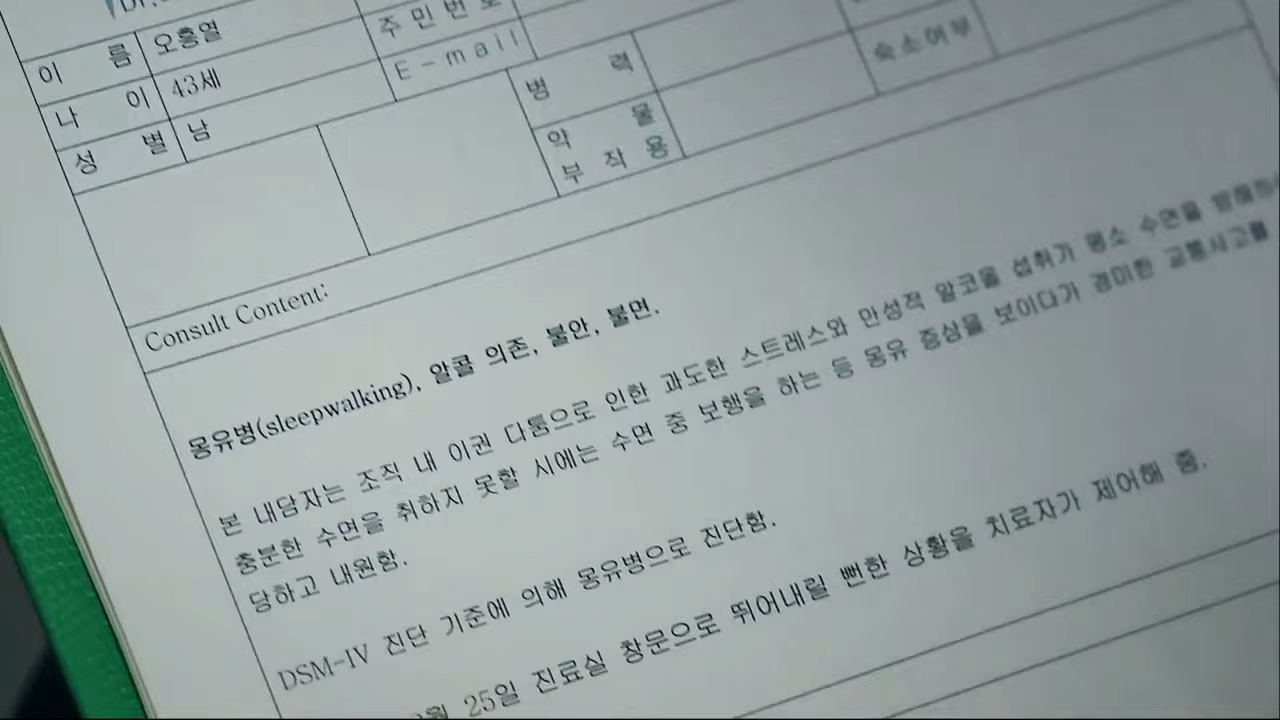 이 름 오흥열 주 민 번 호
나 이 43세 E-mail 병 력 숙소여부
성 별 남 약 물 부 작 용
Consult Content:
몽유병(sleepwalking), 알콜 의존, 불안, 불면.
본 내담자는 조직 내 이권 다툼으로 인한 과도한 스트레스와 만성적 알코올 섭취가 평소 수면을
충분한 수면을 취하지 못할 시에는 수면 중 보행을 하는 등 몽유 증상을 보이다가 경미한 교통사고를
당하고 내원함.
DSM-IV 진단 기준에 의해 몽유병으로 진단함.
25일 진료실 창문으로 뛰어내릴 뻔한 상황을 치료자가 제어해 줌.